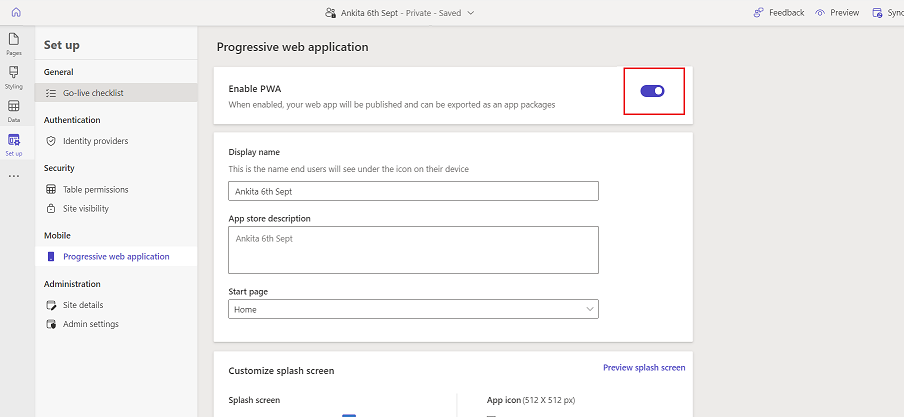 Ankita 6th Sept - Private - Saved
Feedback
Preview
Sync
Pages
Styling
Data
Set up
Set up
General
Go-live checklist
Authentication
Identity providers
Security
Table permissions
Site visibility
Mobile
Progressive web application
Administration
Site details
Admin settings
Progressive web application
Enable PWA
When enabled, your web app will be published and can be exported as an app packages
Display name
This is the name end users will see under the icon on their device
Ankita 6th Sept
App store description
Ankita 6th Sept
Start page
Home
Customize splash screen
Preview splash screen
Splash screen
App icon (512 X 512 px)